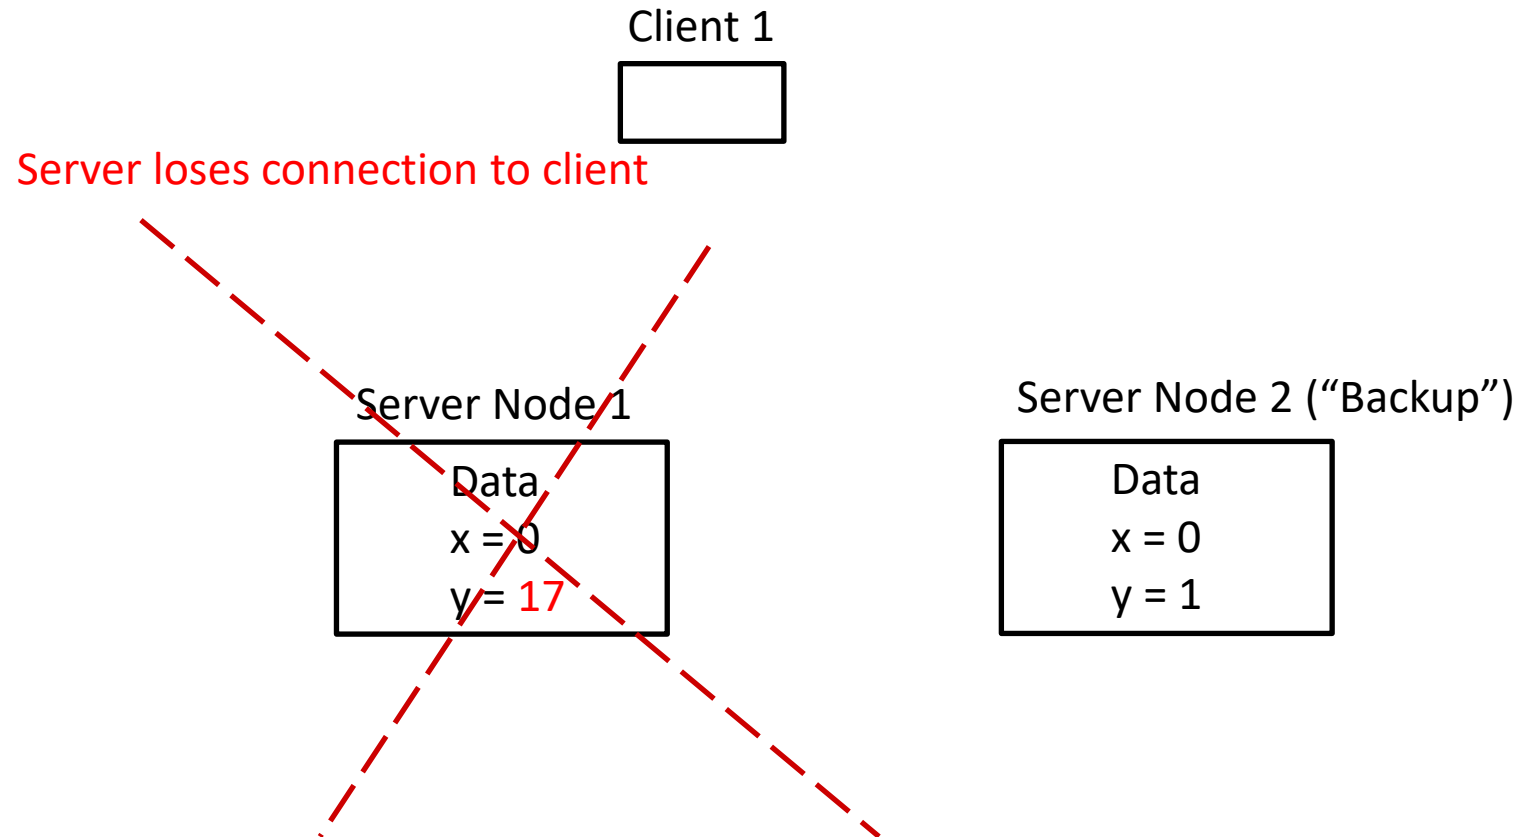 Client 1
Server loses connection to client
Server Node 1
Data
x = 0
y = 17
Server Node 2 (“Backup”)
Data
x = 0
y = 1